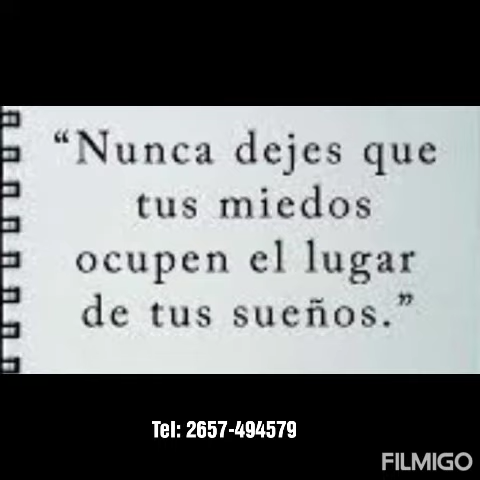 “Nunca dejes que
tus miedos
ocupen el lugar
de tus sueños.”
Tel: 2657-494579
FILMIGO